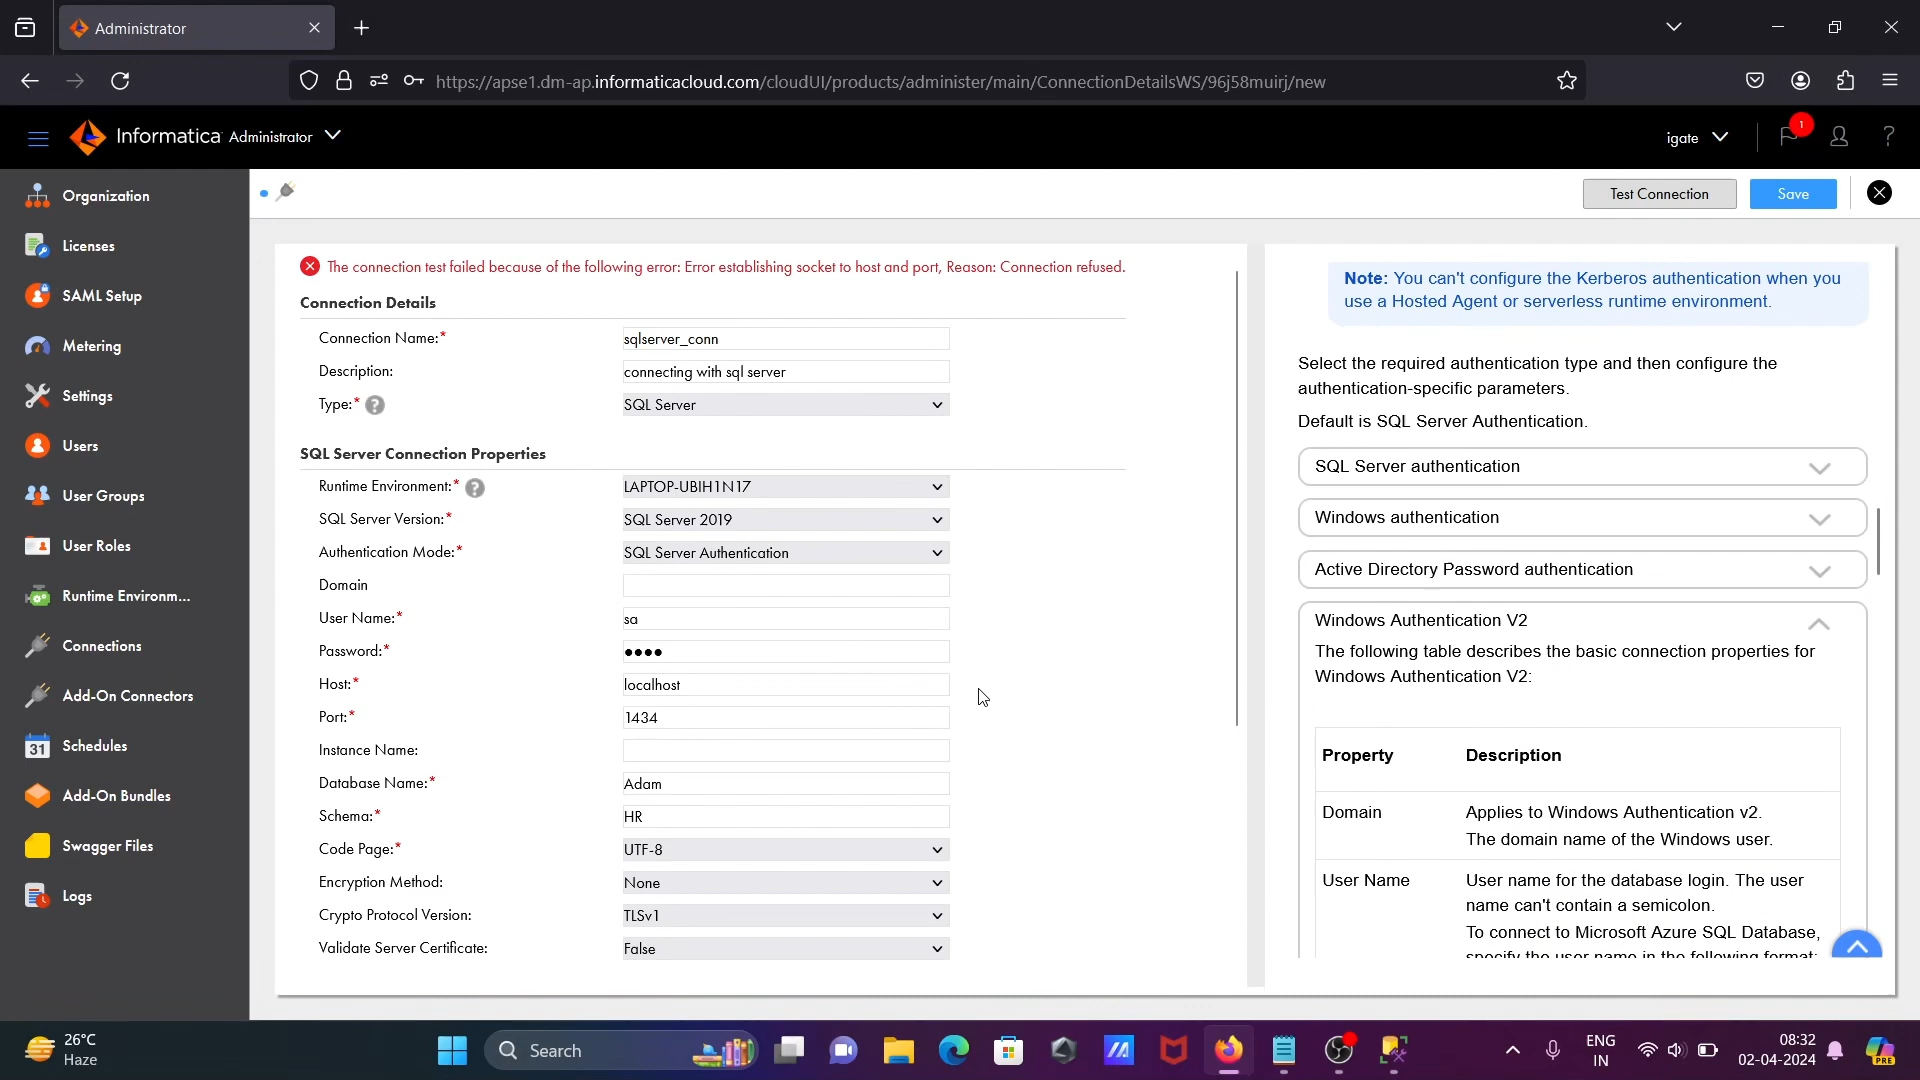 Administrator
https://apse1.dm-ap.informaticacloud.com/cloudUI/products/administer/main/ConnectionDetailsWS/96j58muirj/new
Informatica Administrator
igate
1
?
Organization
Licenses
SAML Setup
Metering
Settings
Users
User Groups
User Roles
Runtime Environm...
Connections
Add-On Connectors
31 Schedules
Add-On Bundles
Swagger Files
Logs
Test Connection
Save
The connection test failed because of the following error: Error establishing socket to host and port, Reason: Connection refused.
Connection Details
Connection Name:* sqlserver_conn
Description: connecting with sql server
Type:* ? SQL Server
SQL Server Connection Properties
Runtime Environment:* ? LAPTOP-UBIH1N17
SQL Server Version:* SQL Server 2019
Authentication Mode:* SQL Server Authentication
Domain
User Name:* sa
Password:* ●●●●
Host:* localhost
Port:* 1434
Instance Name:
Database Name:* Adam
Schema:* HR
Code Page:* UTF-8
Encryption Method: None
Crypto Protocol Version: TLSv1
Validate Server Certificate: False
Note: You can't configure the Kerberos authentication when you
use a Hosted Agent or serverless runtime environment.
Select the required authentication type and then configure the
authentication-specific parameters.
Default is SQL Server Authentication.
SQL Server authentication
Windows authentication
Active Directory Password authentication
Windows Authentication V2
The following table describes the basic connection properties for
Windows Authentication V2:
Property Description
Domain Applies to Windows Authentication v2.
The domain name of the Windows user.
User Name User name for the database login. The user
name can't contain a semicolon.
To connect to Microsoft Azure SQL Database,
specify the user name in the following format:
26°C
Haze
Search
ENG
IN
08:32
02-04-2024
PRE